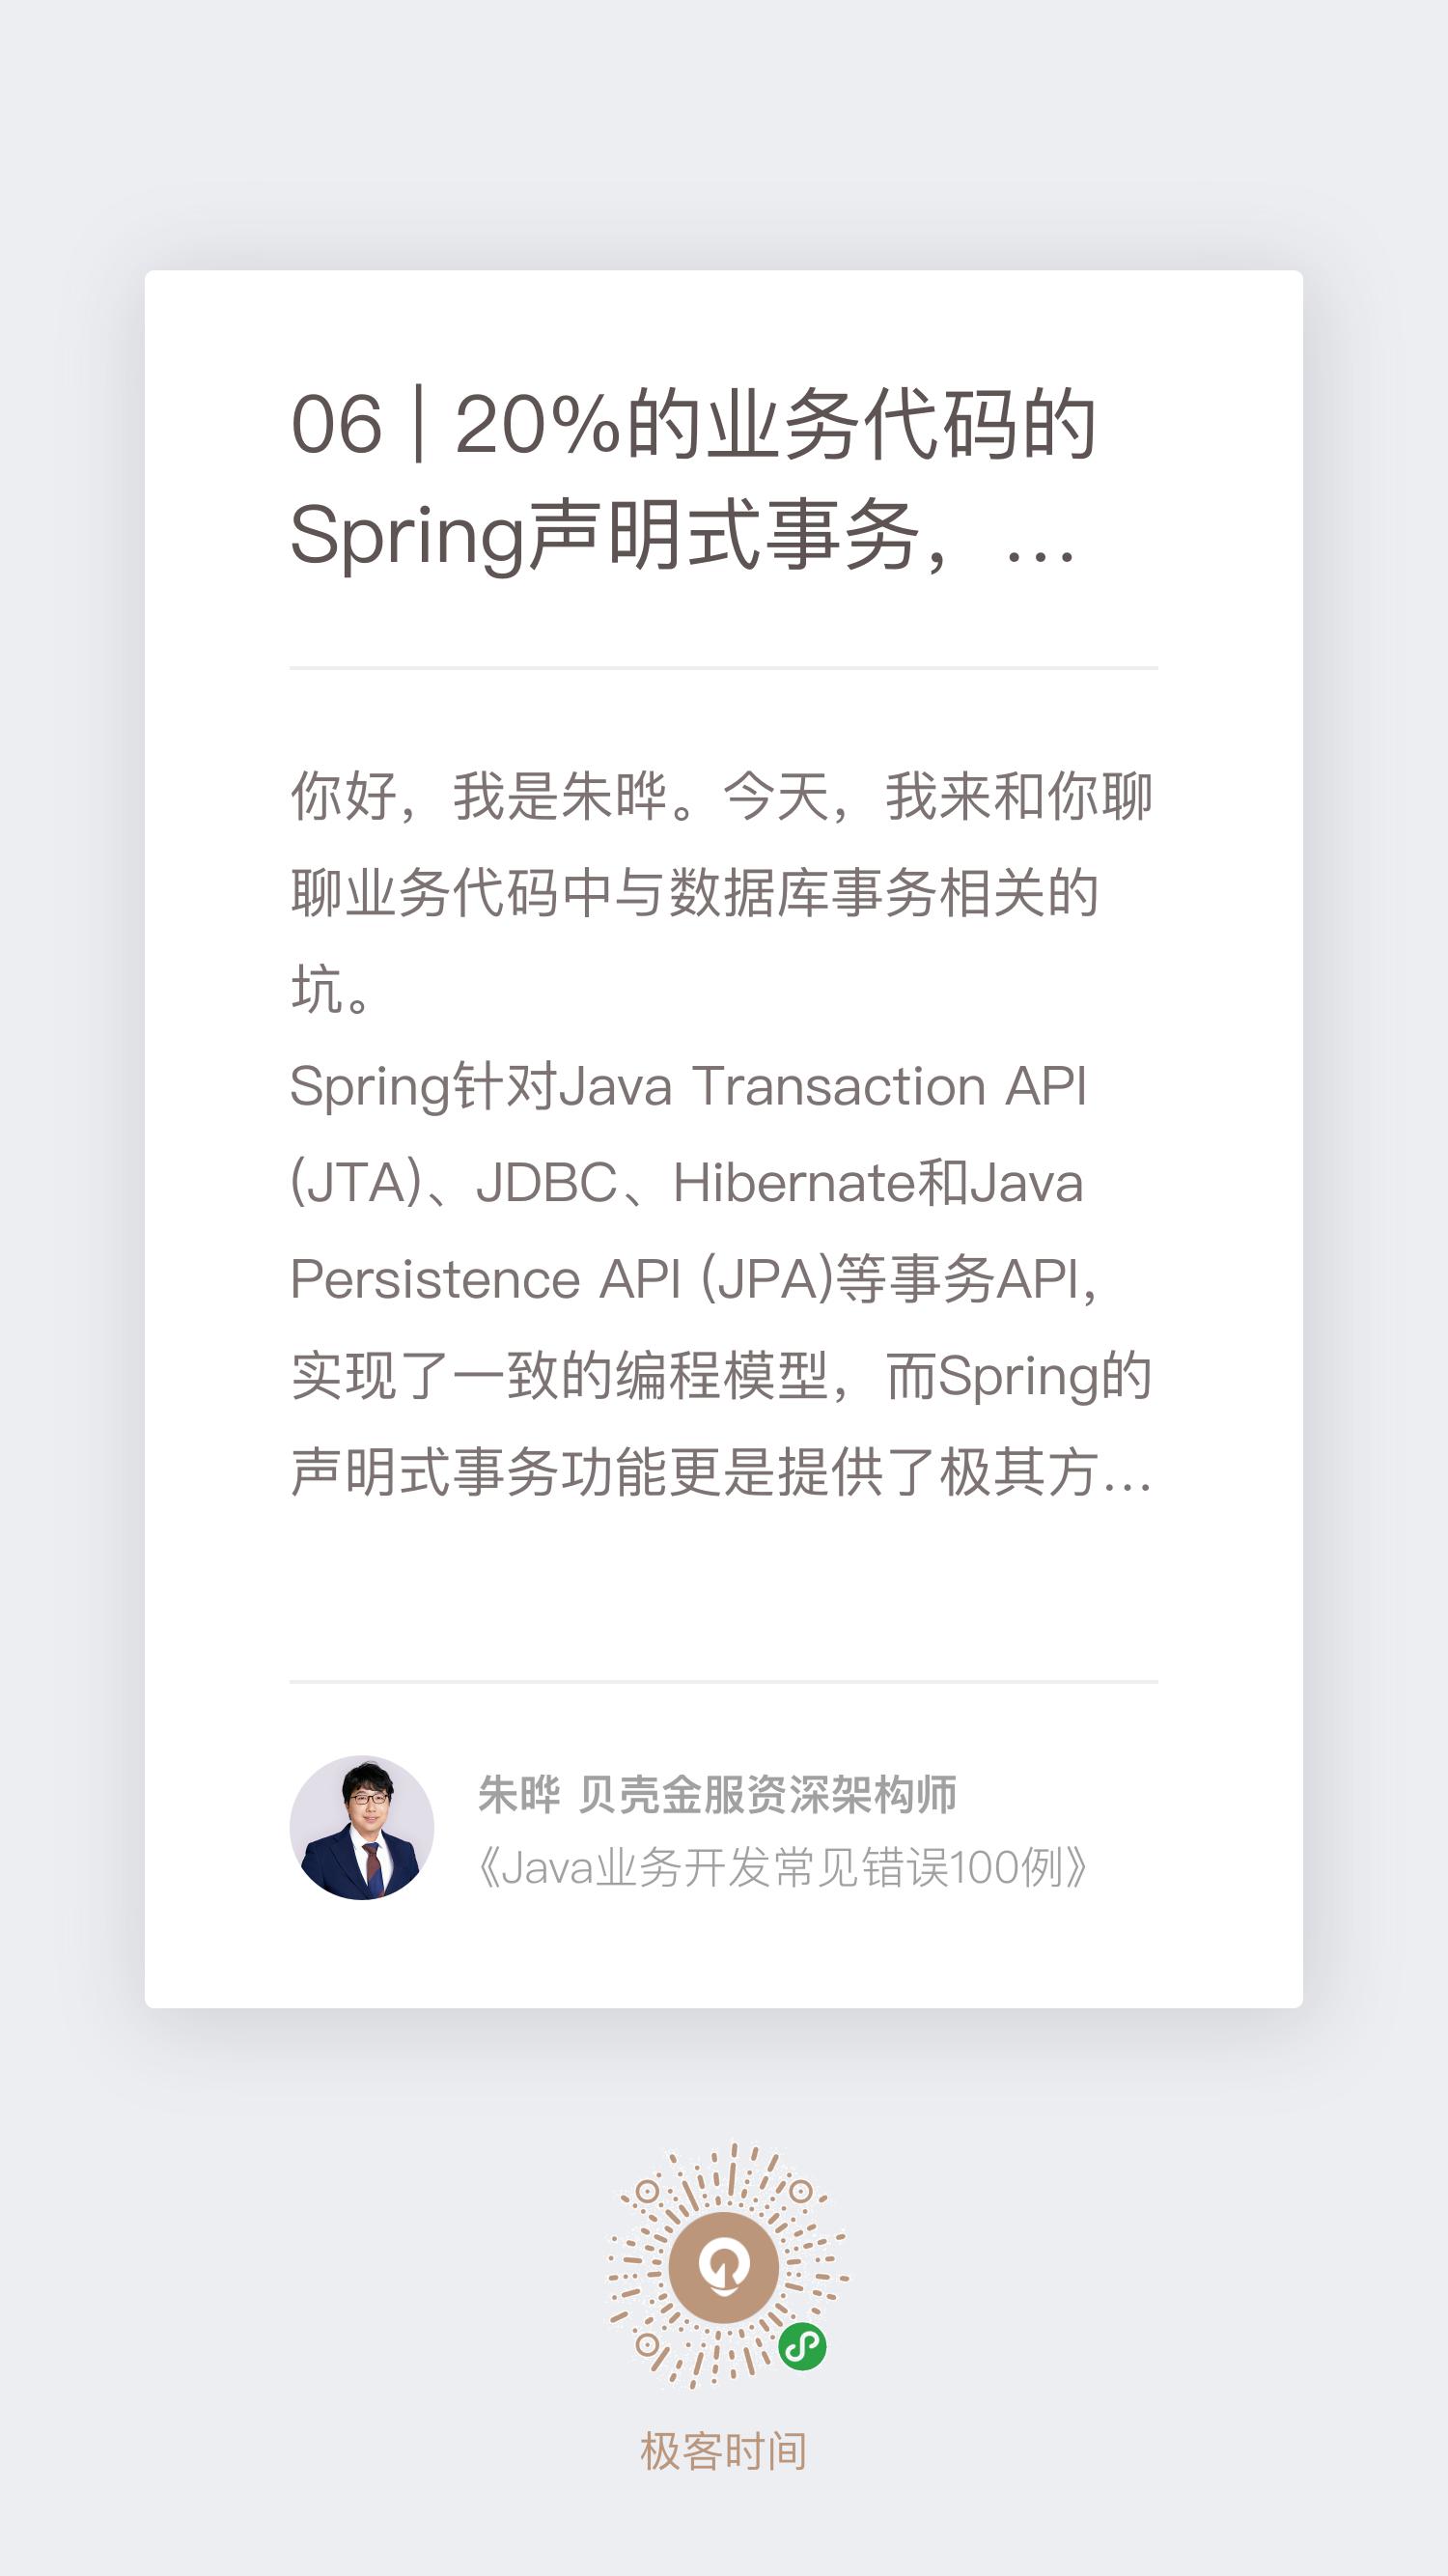 06 | 20%的业务代码的
Spring声明式事务，…
你好，我是朱晔。今天，我来和你聊
聊业务代码中与数据库事务相关的
坑。
Spring针对Java Transaction API
(JTA)、JDBC、Hibernate和Java
Persistence API (JPA)等事务API，
实现了一致的编程模型，而Spring的
声明式事务功能更是提供了极其方…
朱晔 贝壳金服资深架构师
《Java业务开发常见错误100例》
极客时间